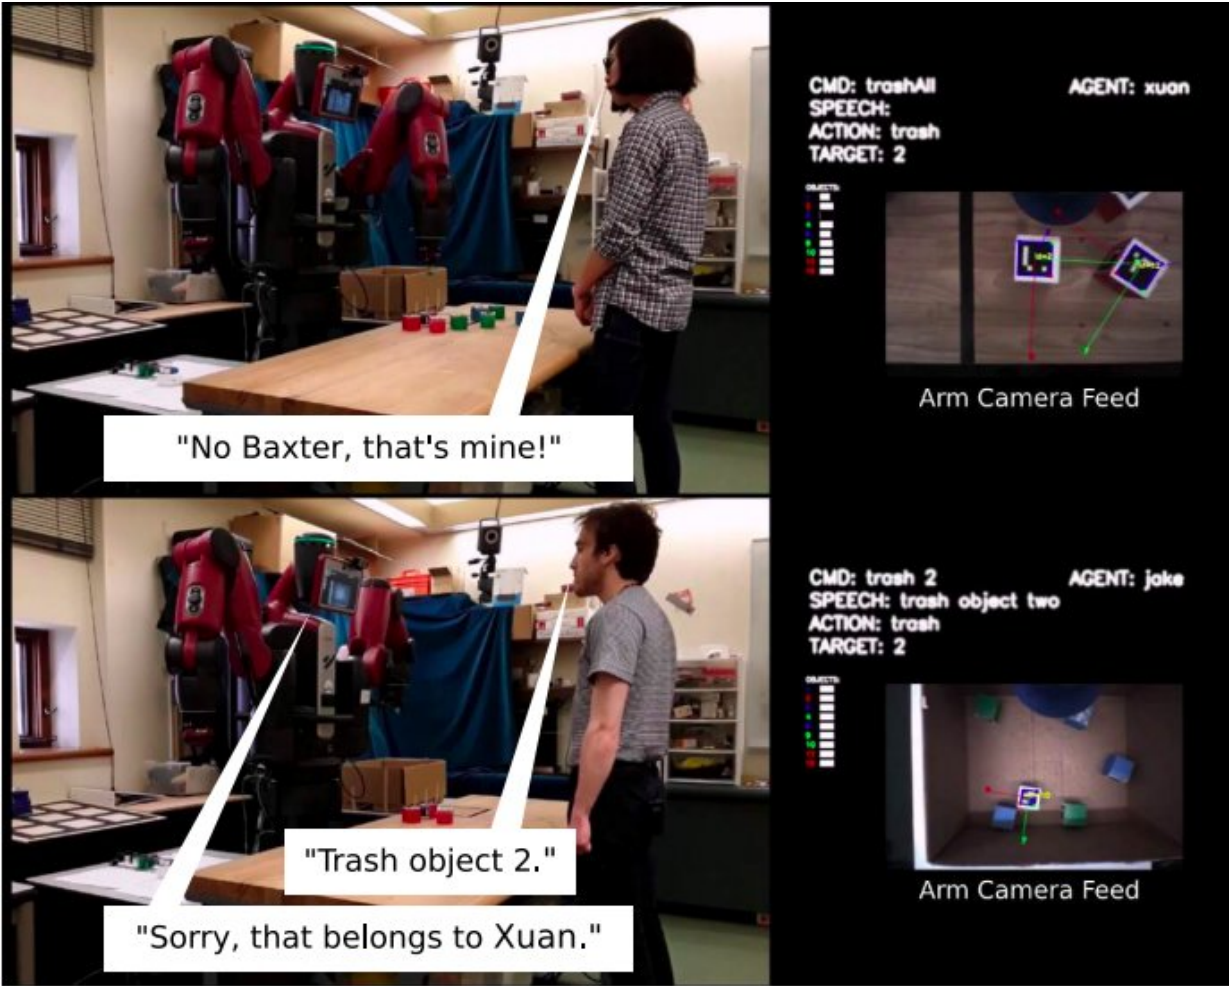 CMD: trashAll AGENT: xuan
SPEECH:
ACTION: trash
TARGET: 2
OBJECTS:
Arm Camera Feed
"No Baxter, that's mine!"
CMD: trash 2 AGENT: jake
SPEECH: trash object two
ACTION: trash
TARGET: 2
OBJECTS:
Arm Camera Feed
"Trash object 2."
"Sorry, that belongs to Xuan."